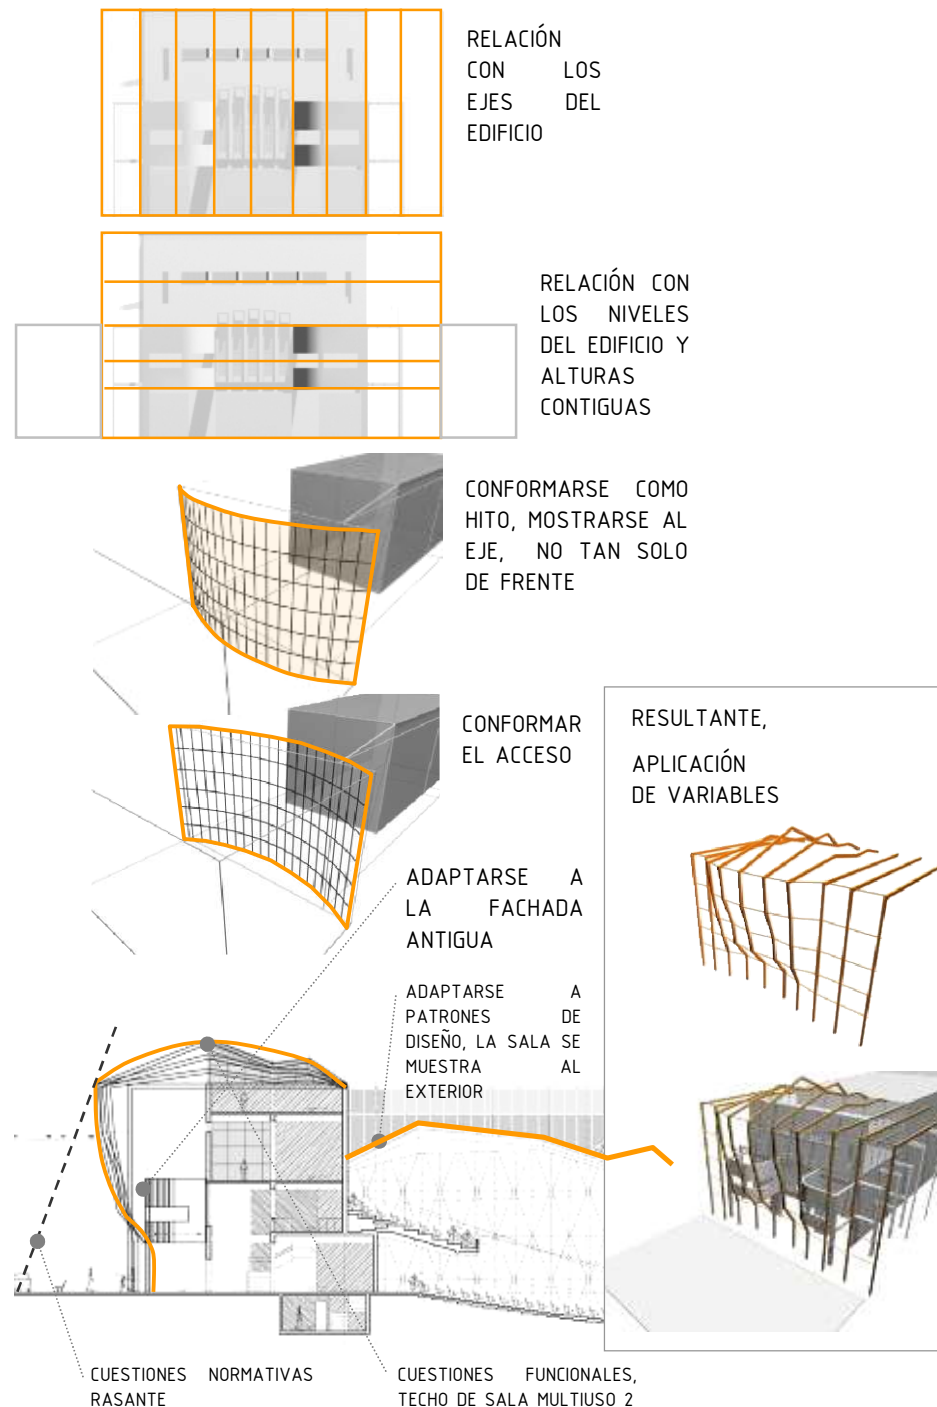 RELACIÓN
CON LOS
EJES DEL
EDIFICIO
RELACIÓN CON
LOS NIVELES
DEL EDIFICIO Y
ALTURAS
CONTIGUAS
CONFORMARSE COMO
HITO, MOSTRARSE AL
EJE, NO TAN SOLO
DE FRENTE
CONFORMAR
EL ACCESO
RESULTANTE,
APLICACIÓN
DE VARIABLES
ADAPTARSE A
LA FACHADA
ANTIGUA
ADAPTARSE A
PATRONES DE
DISEÑO, LA SALA SE
MUESTRA AL
EXTERIOR
CUESTIONES NORMATIVAS
RASANTE
CUESTIONES FUNCIONALES,
TECHO DE SALA MULTIUSO 2